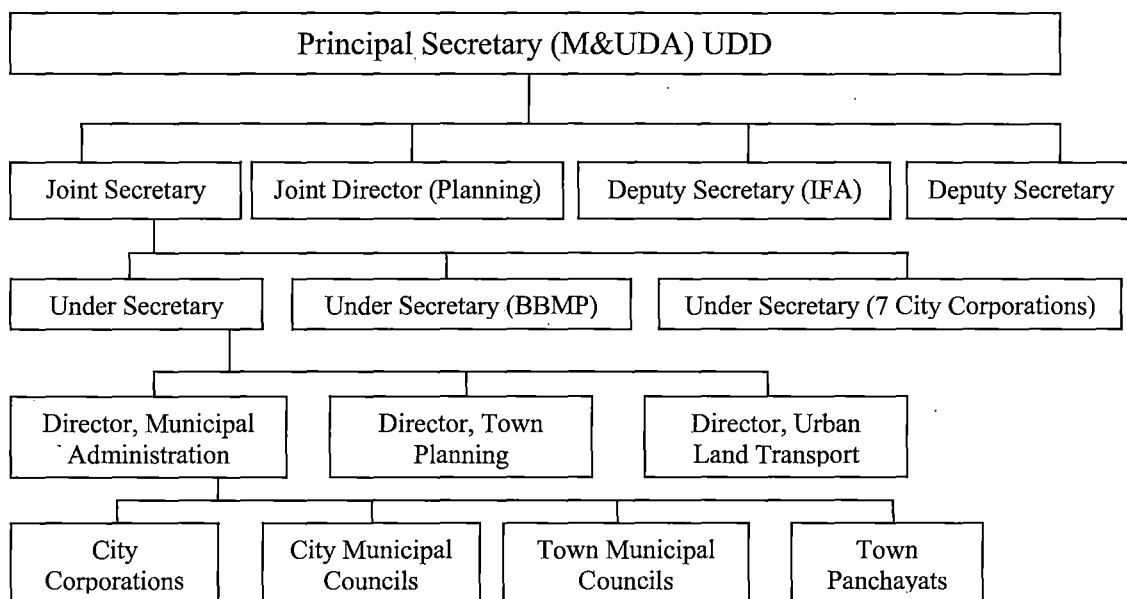 Principal Secretary (M&UDA) UDD
Joint Secretary
Joint Director (Planning)
Deputy Secretary (IFA)
Deputy Secretary
Under Secretary
Under Secretary (BBMP)
Under Secretary (7 City Corporations)
Director, Municipal
Administration
Director, Town
Planning
Director, Urban
Land Transport
City
Corporations
City Municipal
Councils
Town Municipal
Councils
Town
Panchayats